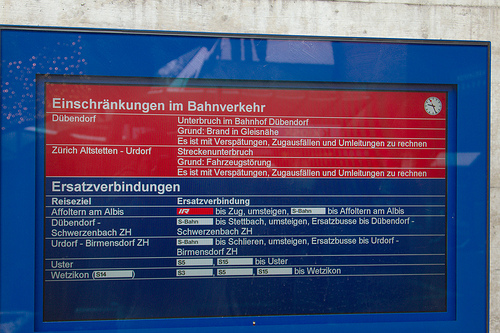 Einschränkungen im Bahnverkehr
Dübendorf Unterbruch im Bahnhof Dübendorf
Grund: Brand in Gleisnähe
Es ist mit Verspätungen, Zugausfällen und Umleitungen zu rechnen
Zürich Altstetten - Urdorf Streckenunterbruch
Grund: Fahrzeugstörung
Es ist mit Verspätungen, Zugausfällen und Umleitungen zu rechnen
Ersatzverbindungen
Reiseziel Ersatzverbindung
Affoltern am Albis IR bis Zug, umsteigen, S-Bahn bis Affoltern am Albis
Dübendorf - S-Bahn bis Stettbach, umsteigen, Ersatzbusse bis Dübendorf -
Schwerzenbach ZH Schwerzenbach ZH
Urdorf - Birmensdorf ZH S-Bahn bis Schlieren, umsteigen, Ersatzbusse bis Urdorf -
Birmensdorf ZH
Uster S5, S15 bis Uster
Wetzikon (S14) S3, S5, S15 bis Wetzikon